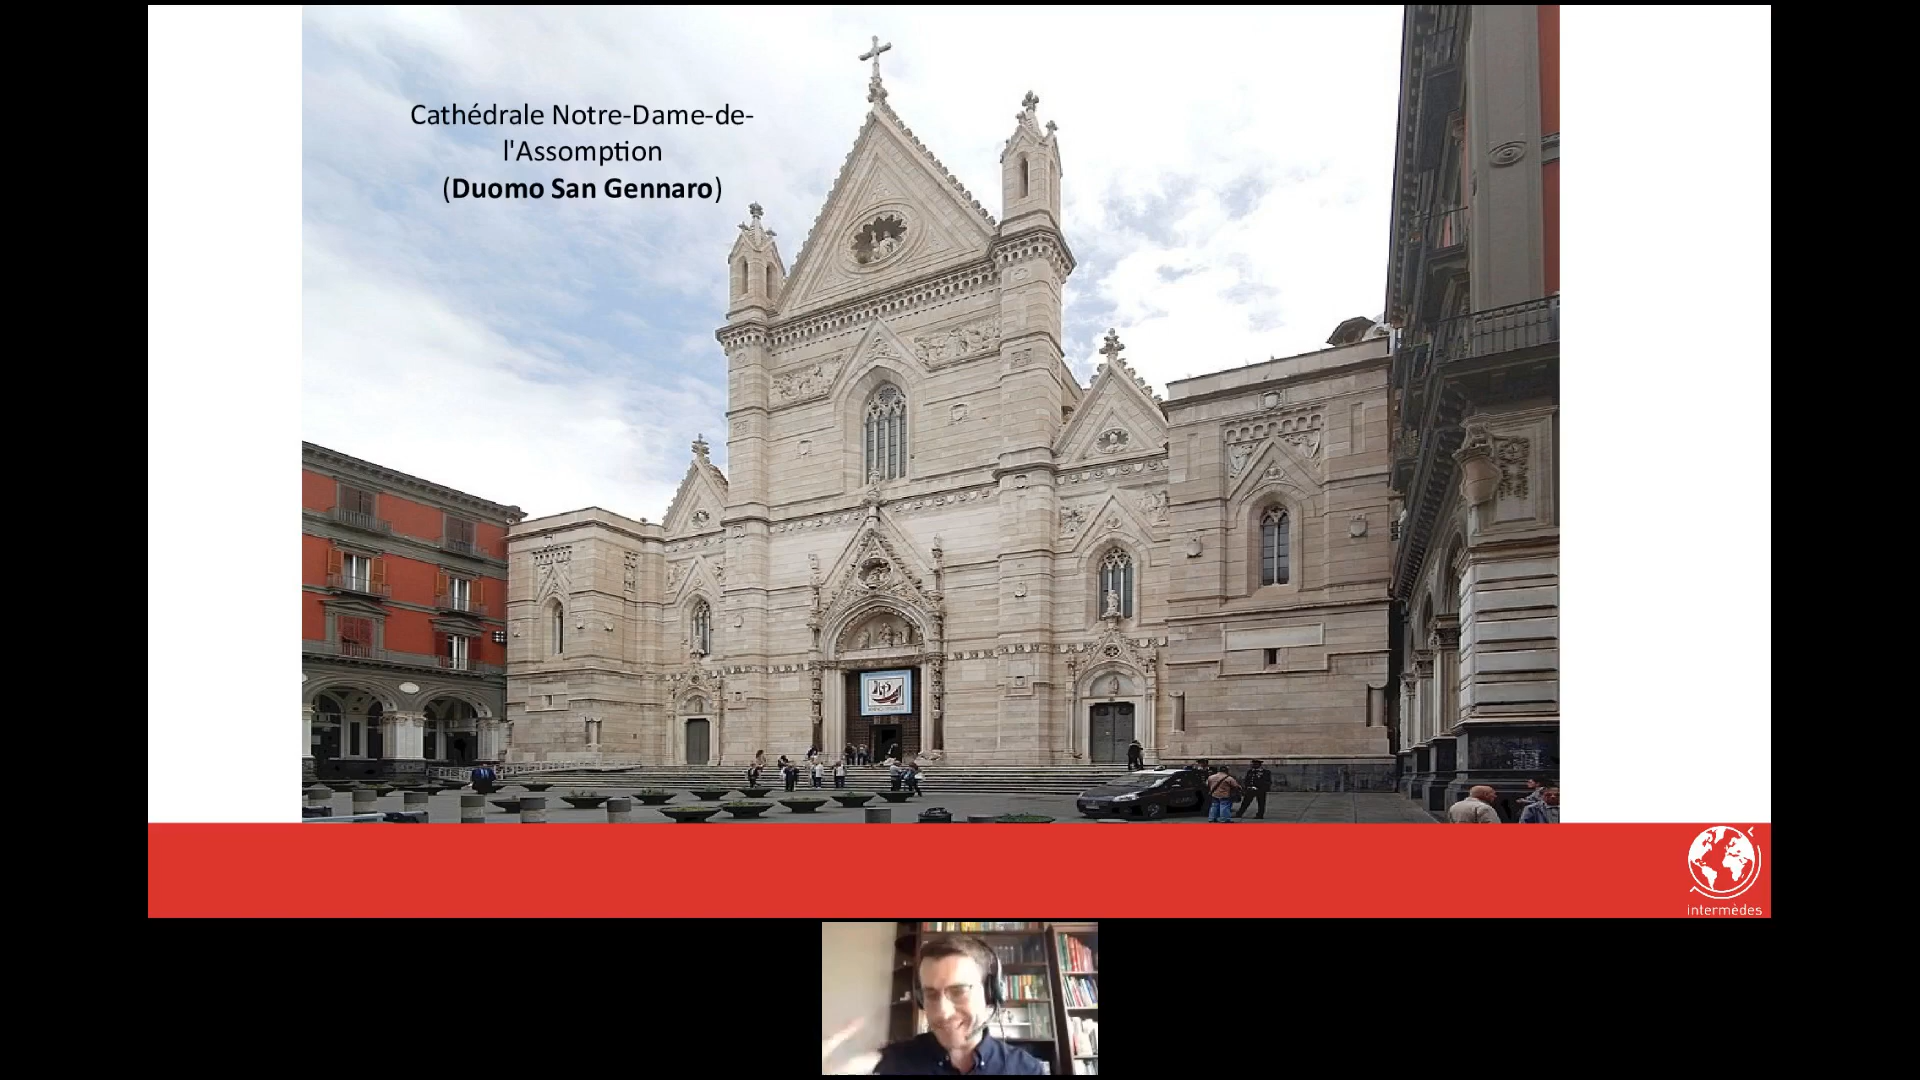 Cathédrale Notre-Dame-de-
l'Assomption
(Duomo San Gennaro)
intermèdes